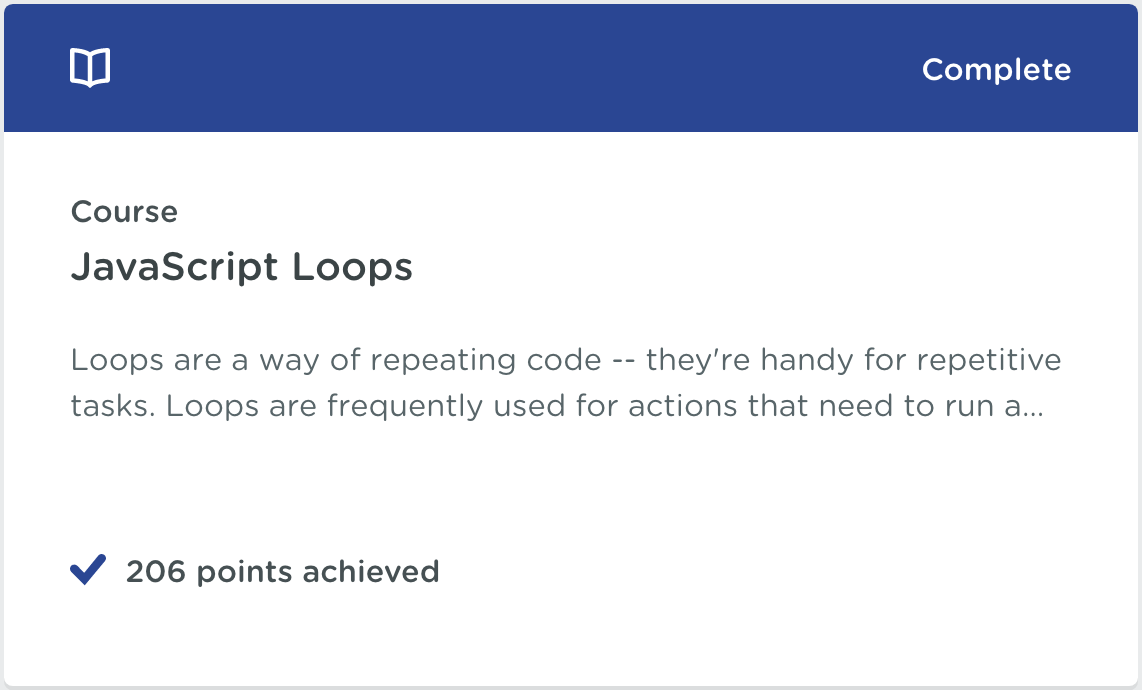 Complete
Course
JavaScript Loops
Loops are a way of repeating code -- they're handy for repetitive
tasks. Loops are frequently used for actions that need to run a...
206 points achieved